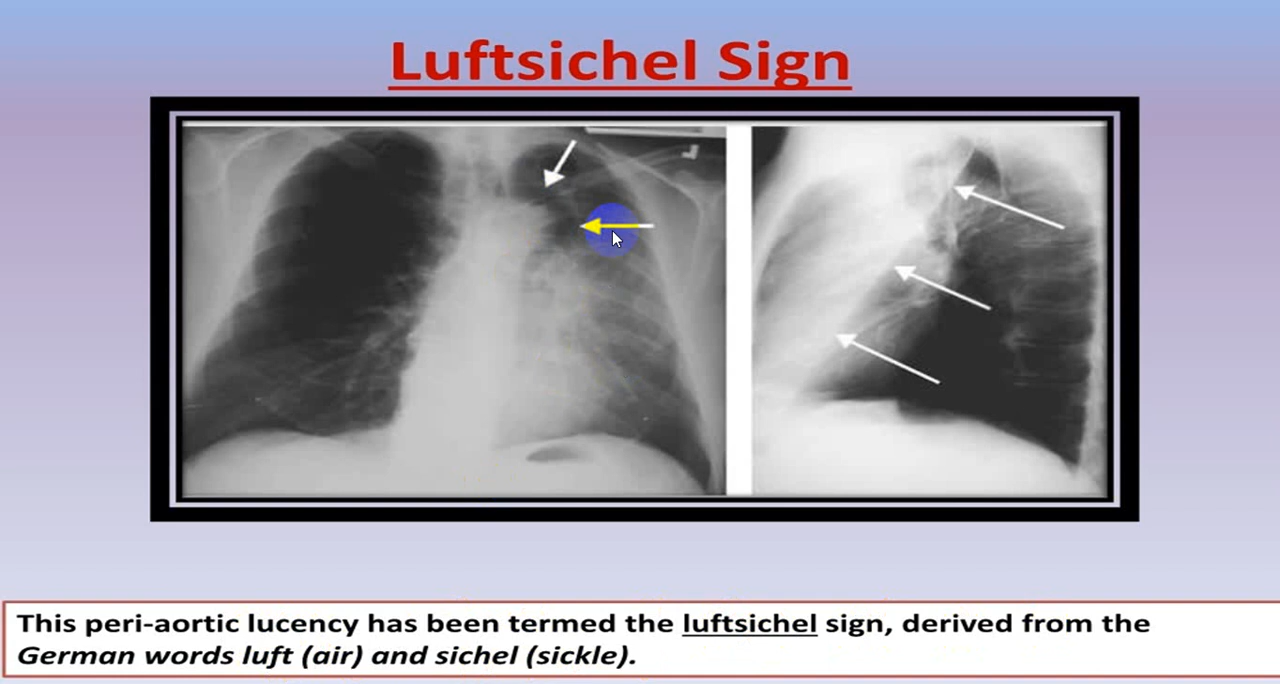 Luftsichel Sign
L
This peri-aortic lucency has been termed the luftsichel sign, derived from the
German words luft (air) and sichel (sickle).